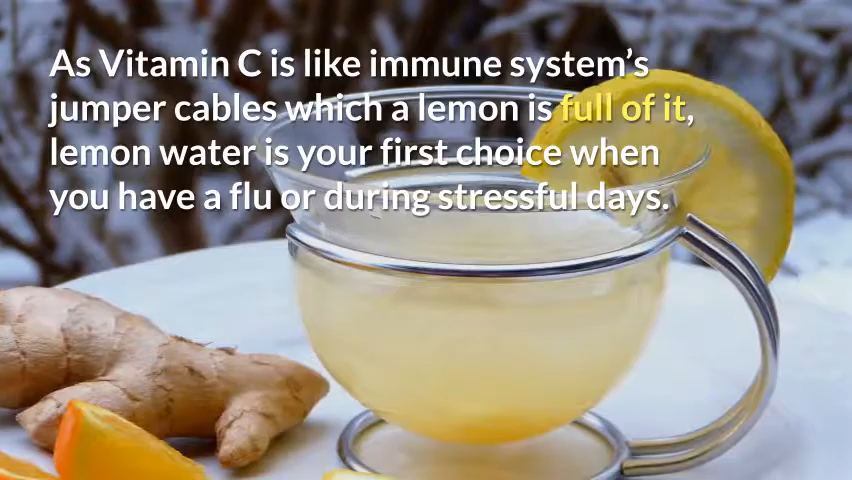 As Vitamin C is like immune system’s
jumper cables which a lemon is full of it,
lemon water is your first choice when
you have a flu or during stressful days.